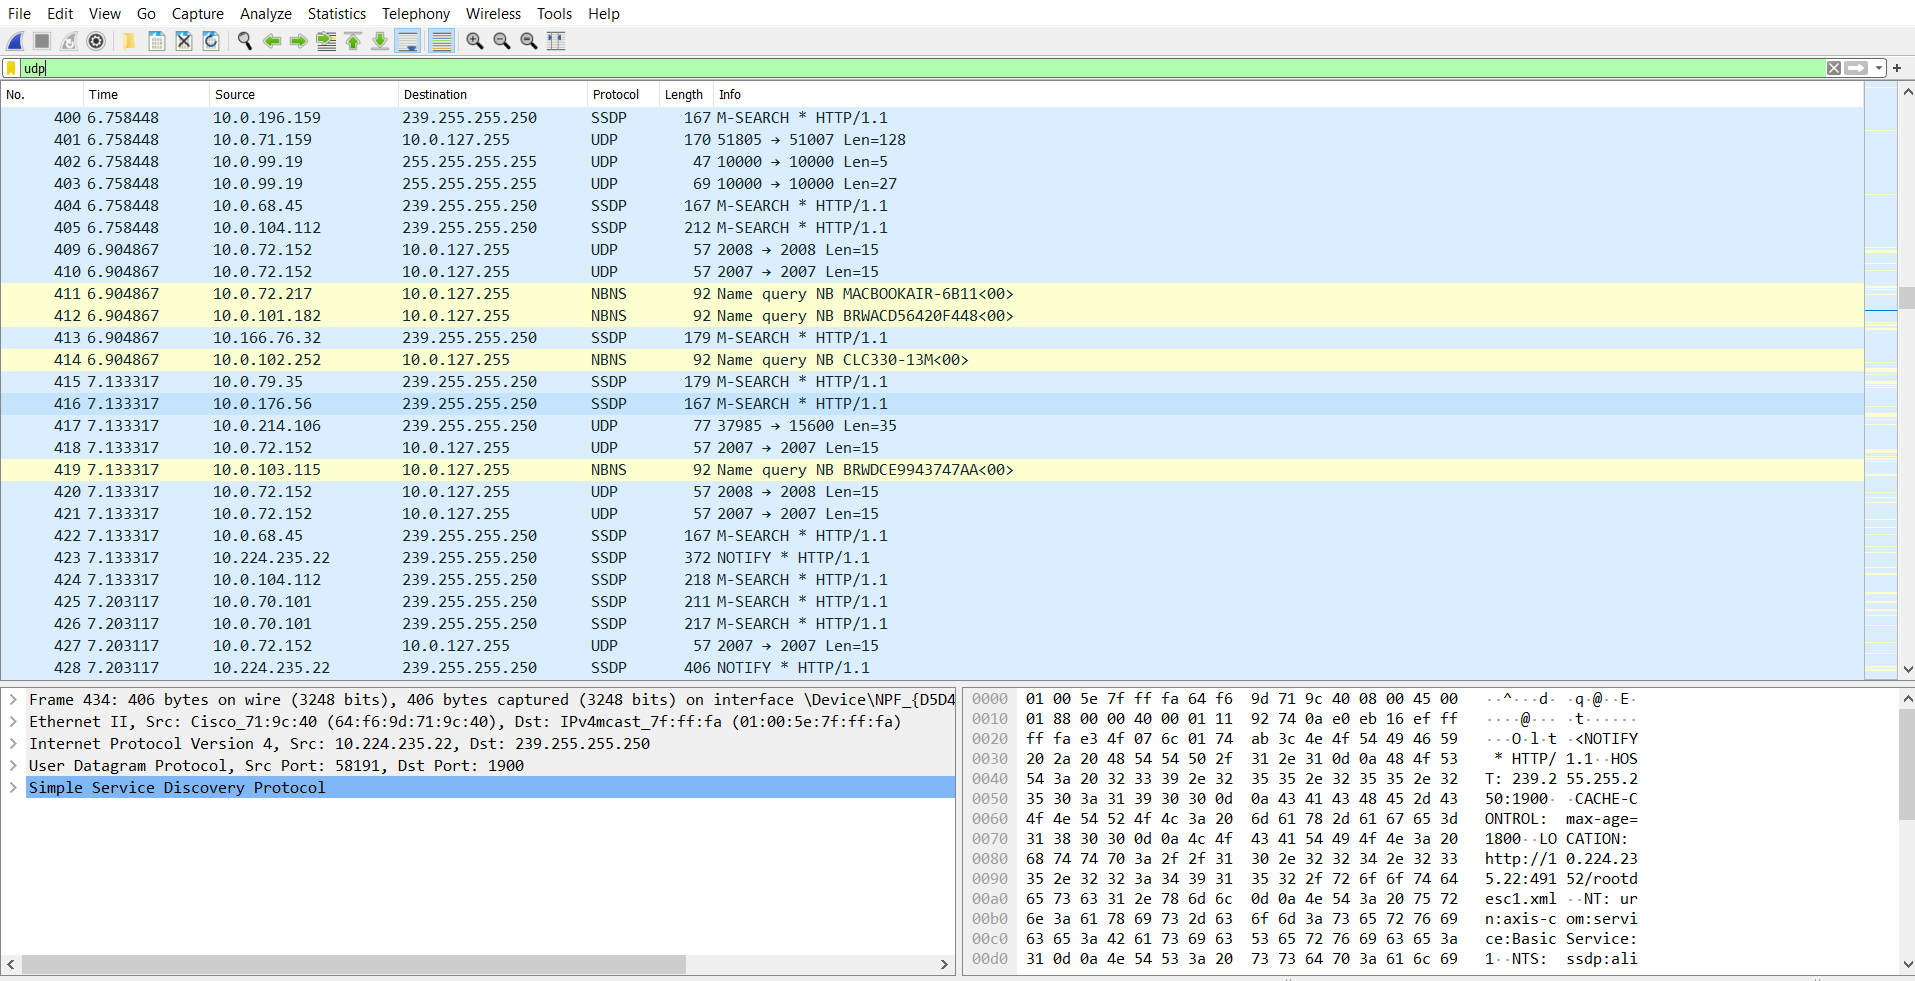 File Edit View Go Capture Analyze Statistics Telephony Wireless Tools Help
udp
No. Time Source Destination Protocol Length Info
400 6.758448 10.0.196.159 239.255.255.250 SSDP 167 M-SEARCH * HTTP/1.1
401 6.758448 10.0.71.159 10.0.127.255 UDP 170 51805 → 51007 Len=128
402 6.758448 10.0.99.19 255.255.255.255 UDP 47 10000 → 10000 Len=5
403 6.758448 10.0.99.19 255.255.255.255 UDP 69 10000 → 10000 Len=27
404 6.758448 10.0.68.45 239.255.255.250 SSDP 167 M-SEARCH * HTTP/1.1
405 6.758448 10.0.104.112 239.255.255.250 SSDP 212 M-SEARCH * HTTP/1.1
409 6.904867 10.0.72.152 10.0.127.255 UDP 57 2008 → 2008 Len=15
410 6.904867 10.0.72.152 10.0.127.255 UDP 57 2007 → 2007 Len=15
411 6.904867 10.0.72.217 10.0.127.255 NBNS 92 Name query NB MACBOOKAIR-6B11<00>
412 6.904867 10.0.101.182 10.0.127.255 NBNS 92 Name query NB BRWACD56420F448<00>
413 6.904867 10.166.76.32 239.255.255.250 SSDP 179 M-SEARCH * HTTP/1.1
414 6.904867 10.0.102.252 10.0.127.255 NBNS 92 Name query NB CLC330-13M<00>
415 7.133317 10.0.79.35 239.255.255.250 SSDP 179 M-SEARCH * HTTP/1.1
416 7.133317 10.0.176.56 239.255.255.250 SSDP 167 M-SEARCH * HTTP/1.1
417 7.133317 10.0.214.106 239.255.255.250 UDP 77 37985 → 15600 Len=35
418 7.133317 10.0.72.152 10.0.127.255 UDP 57 2007 → 2007 Len=15
419 7.133317 10.0.103.115 10.0.127.255 NBNS 92 Name query NB BRWDCE9943747AA<00>
420 7.133317 10.0.72.152 10.0.127.255 UDP 57 2008 → 2008 Len=15
421 7.133317 10.0.72.152 10.0.127.255 UDP 57 2007 → 2007 Len=15
422 7.133317 10.0.68.45 239.255.255.250 SSDP 167 M-SEARCH * HTTP/1.1
423 7.133317 10.224.235.22 239.255.255.250 SSDP 372 NOTIFY * HTTP/1.1
424 7.133317 10.0.104.112 239.255.255.250 SSDP 218 M-SEARCH * HTTP/1.1
425 7.203117 10.0.70.101 239.255.255.250 SSDP 211 M-SEARCH * HTTP/1.1
426 7.203117 10.0.70.101 239.255.255.250 SSDP 217 M-SEARCH * HTTP/1.1
427 7.203117 10.0.72.152 10.0.127.255 UDP 57 2007 → 2007 Len=15
428 7.203117 10.224.235.22 239.255.255.250 SSDP 406 NOTIFY * HTTP/1.1
Frame 434: 406 bytes on wire (3248 bits), 406 bytes captured (3248 bits) on interface \Device\NPF_{D5D4
Ethernet II, Src: Cisco_71:9c:40 (64:f6:9d:71:9c:40), Dst: IPv4mcast_7f:ff:fa (01:00:5e:7f:ff:fa)
Internet Protocol Version 4, Src: 10.224.235.22, Dst: 239.255.255.250
User Datagram Protocol, Src Port: 58191, Dst Port: 1900
Simple Service Discovery Protocol
0000 01 00 5e 7f ff fa 64 f6 9d 71 9c 40 08 00 45 00 ··^···d· ·q·@··E·
0010 01 88 00 00 40 00 01 11 92 74 0a e0 eb 16 ef ff ····@··· ·t······
0020 ff fa e3 4f 07 6c 01 74 ab 3c 4e 4f 54 49 46 59 ···O·l·t ·<NOTIFY
0030 20 2a 20 48 54 54 50 2f 31 2e 31 0d 0a 48 4f 53 * HTTP/ 1.1··HOS
0040 54 3a 20 32 33 39 2e 32 35 35 2e 32 35 35 2e 32 T: 239.2 55.255.2
0050 35 30 3a 31 39 30 30 0d 0a 43 41 43 48 45 2d 43 50:1900· ·CACHE-C
0060 4f 4e 54 52 4f 4c 3a 20 6d 61 78 2d 61 67 65 3d ONTROL: max-age=
0070 31 38 30 30 0d 0a 4c 4f 43 41 54 49 4f 4e 3a 20 1800··LO CATION:
0080 68 74 74 70 3a 2f 2f 31 30 2e 32 32 34 2e 32 33 http://1 0.224.23
0090 35 2e 32 32 3a 34 39 31 35 32 2f 72 6f 6f 74 64 5.22:491 52/rootd
00a0 65 73 63 31 2e 78 6d 6c 0d 0a 4e 54 3a 20 75 72 esc1.xml ··NT: ur
00b0 6e 3a 61 78 69 73 2d 63 6f 6d 3a 73 65 72 76 69 n:axis-c om:servi
00c0 63 65 3a 42 61 73 69 63 53 65 72 76 69 63 65 3a ce:Basic Service:
00d0 31 0d 0a 4e 54 53 3a 20 73 73 64 70 3a 61 6c 69 1··NTS: ssdp:ali